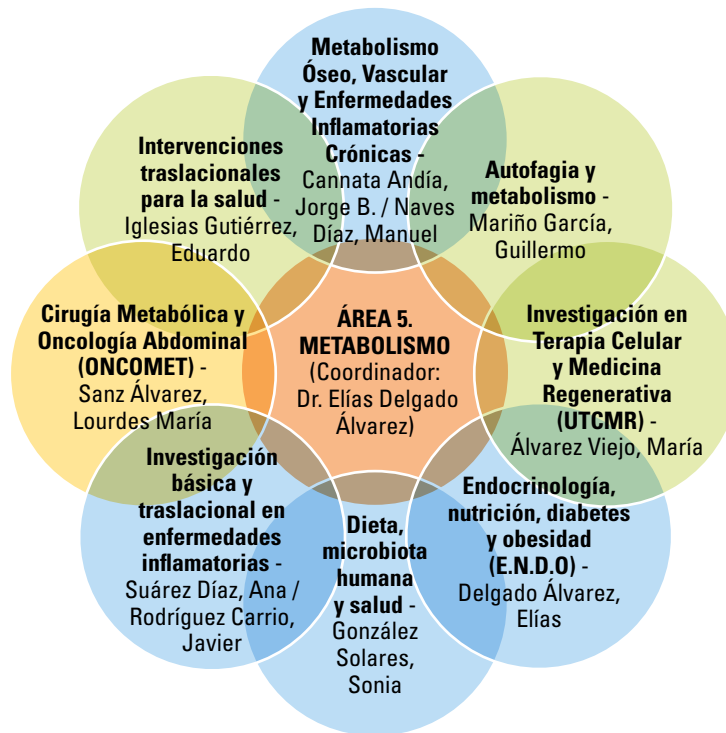 Metabolismo
Óseo, Vascular
y Enfermedades
Inflamatorias
Crónicas -
Cannata Andía,
Jorge B. / Naves
Díaz, Manuel
Intervenciones
traslacionales
para la salud -
Iglesias Gutiérrez,
Eduardo
Autofagia y
metabolismo -
Mariño García,
Guillermo
Cirugía Metabólica y
Oncología Abdominal
(ONCOMET) -
Sanz Álvarez,
Lourdes María
ÁREA 5.
METABOLISMO
(Coordinador:
Dr. Elías Delgado
Álvarez)
Investigación en
Terapia Celular
y Medicina
Regenerativa
(UTCMR) -
Álvarez Viejo, María
Investigación
básica y
traslacional en
enfermedades
inflamatorias -
Suárez Díaz, Ana /
Rodríguez Carrio,
Javier
Dieta,
microbiota
humana
y salud -
González
Solares,
Sonia
Endocrinología,
nutrición, diabetes
y obesidad
(E.N.D.O) -
Delgado Álvarez,
Elías